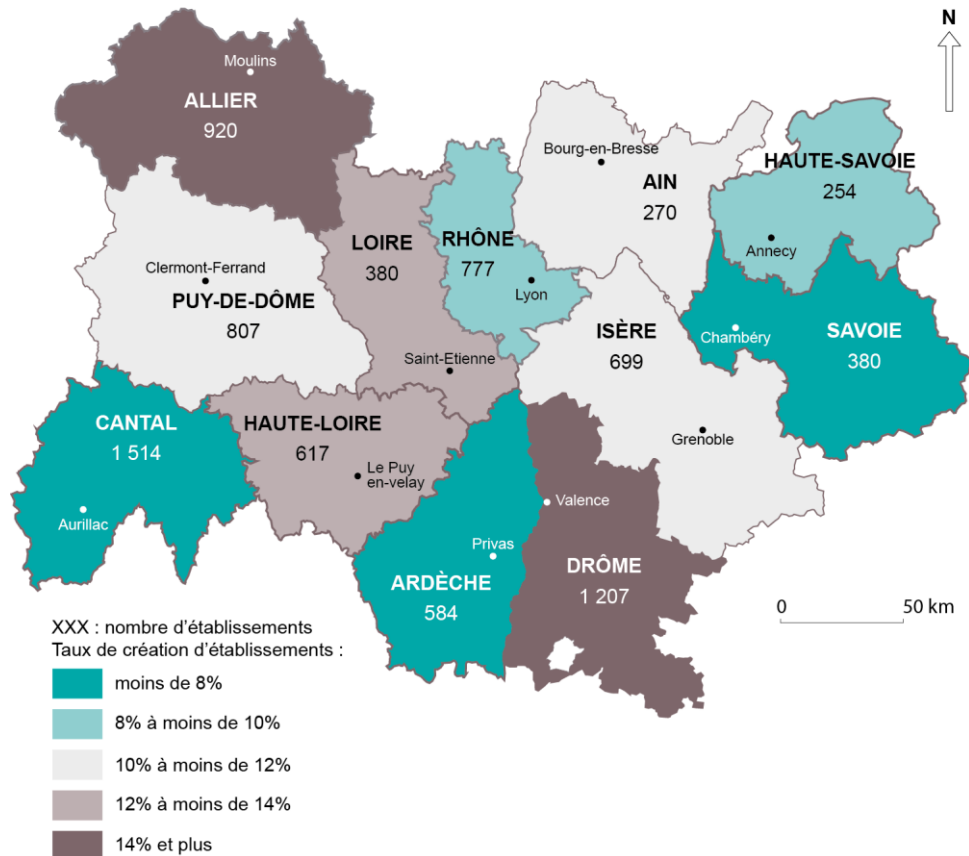 N
Moulins
ALLIER
920
Bourg-en-Bresse
AIN
270
HAUTE-SAVOIE
254
Annecy
LOIRE
380
RHÔNE
777
Lyon
Clermont-Ferrand
PUY-DE-DÔME
807
ISÈRE
699
Chambéry
SAVOIE
380
Saint-Etienne
CANTAL
1 514
Aurillac
HAUTE-LOIRE
617
Le Puy
en-velay
Grenoble
Valence
Privas
ARDÈCHE
584
DRÔME
1 207
0 50 km
XXX : nombre d'établissements
Taux de création d'établissements :
moins de 8%
8% à moins de 10%
10% à moins de 12%
12% à moins de 14%
14% et plus